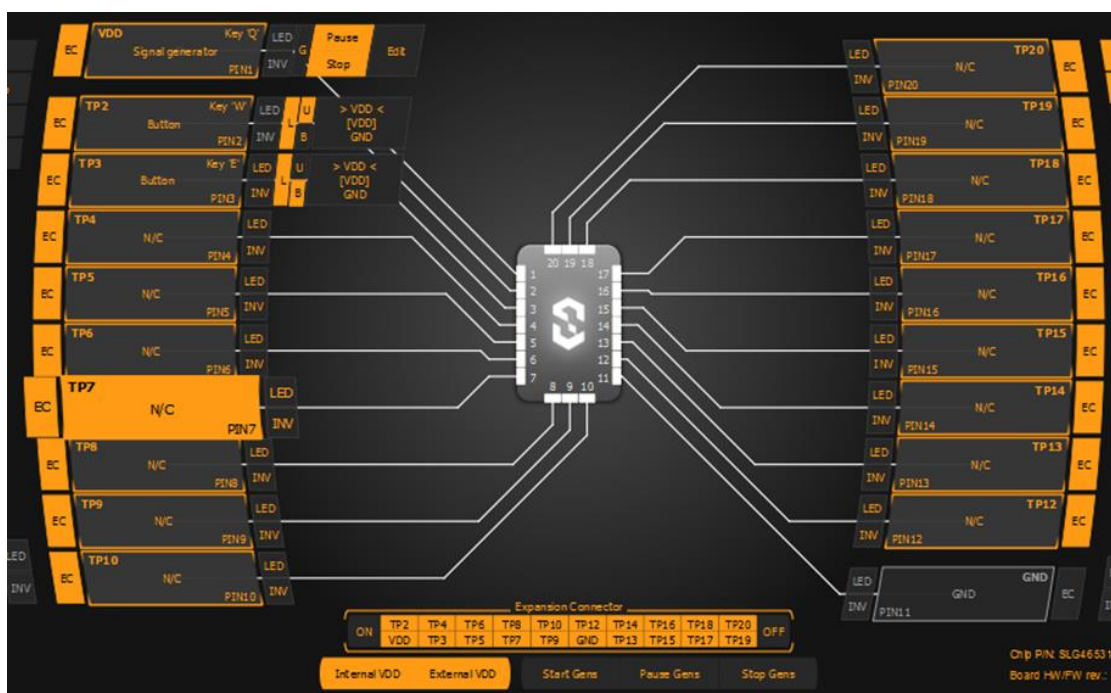 VDD Key 'Q' LED Pause
EC Signal generator G Edit
PIN1 INV Stop
TP2 Key 'W' LED U > VDD <
EC Button L [VDD]
PIN2 INV B GND
TP3 Key 'E' LED U > VDD <
EC Button L [VDD]
PIN3 INV B GND
TP4 LED
EC N/C
PIN4 INV
TP5 LED
EC N/C
PIN5 INV
TP6 LED
EC N/C
PIN6 INV
TP7 LED
EC N/C
PIN7 INV
TP8 LED
EC N/C
PIN8 INV
TP9 LED
EC N/C
PIN9 INV
TP10 LED
EC N/C
PIN10 INV
LED
INV
20 19 18
1 17
2 16
3 15
4 14
5 13
6 12
7 11
8 9 10
LED TP20
N/C EC
INV PIN20
LED TP19
N/C EC
INV PIN19
LED TP18
N/C EC
INV PIN18
LED TP17
N/C EC
INV PIN17
LED TP16
N/C EC
INV PIN16
LED TP15
N/C EC
INV PIN15
LED TP14
N/C EC
INV PIN14
LED TP13
N/C EC
INV PIN13
LED TP12
N/C EC
INV PIN12
LED GND
GND EC
INV PIN11
Expansion Connector
ON TP2 TP4 TP6 TP8 TP10 TP12 TP14 TP16 TP18 TP20 OFF
VDD TP3 TP5 TP7 TP9 GND TP13 TP15 TP17 TP19
Internal VDD External VDD Start Gens Pause Gens Stop Gens
Chip P/N: SLG46531
Board HW/FW rev.: